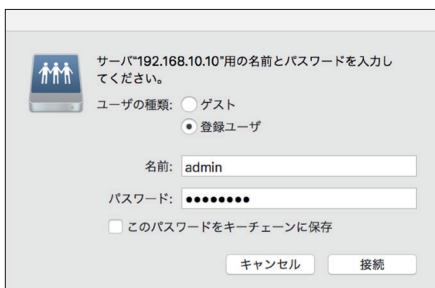 サーバ"192.168.10.10"用の名前とパスワードを入力し
てください。
ユーザの種類: ゲスト
登録ユーザ
名前: admin
パスワード: ●●●●●●●●
このパスワードをキーチェーンに保存
キャンセル 接続